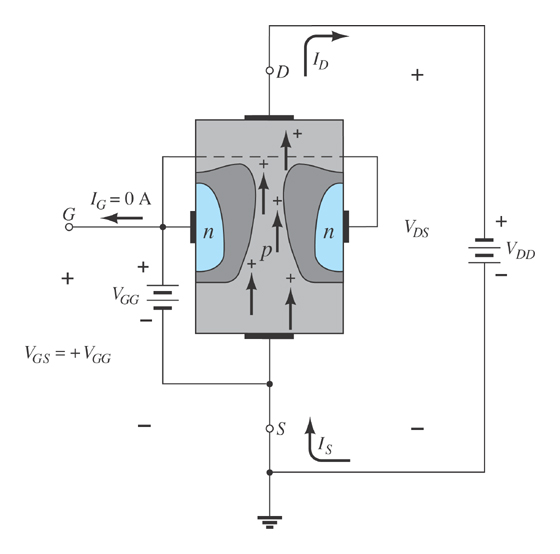 D
I_D
+
+
+
I_G = 0 A
G
+
n
p
n
V_DS
+
V_DD
−
+
+
V_GG
−
+
+
V_GS = + V_GG
−
S
I_S
−